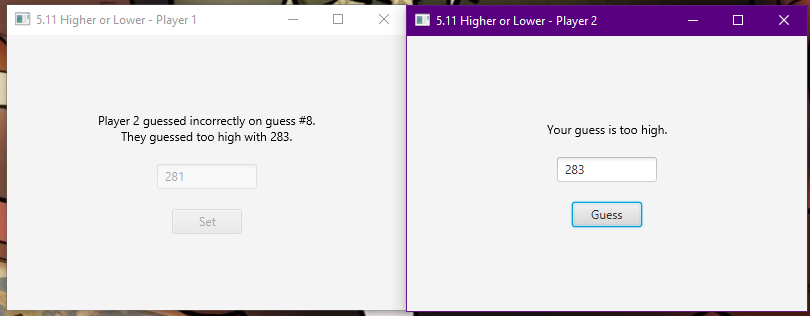 5.11 Higher or Lower - Player 1
Player 2 guessed incorrectly on guess #8.
They guessed too high with 283.
281
Set
5.11 Higher or Lower - Player 2
Your guess is too high.
283
Guess